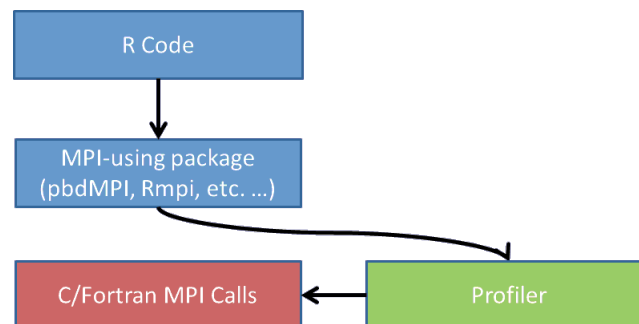 R Code
MPI-using package
(pbdMPI, Rmpi, etc. ...)
C/Fortran MPI Calls
Profiler